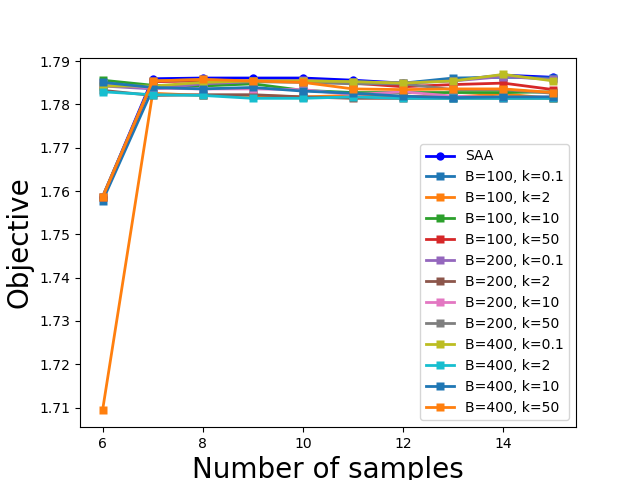 1.79
1.78
1.77
1.76
1.75
1.74
1.73
1.72
1.71
Objective
6
8
10
12
14
Number of samples
SAA
B=100, k=0.1
B=100, k=2
B=100, k=10
B=100, k=50
B=200, k=0.1
B=200, k=2
B=200, k=10
B=200, k=50
B=400, k=0.1
B=400, k=2
B=400, k=10
B=400, k=50